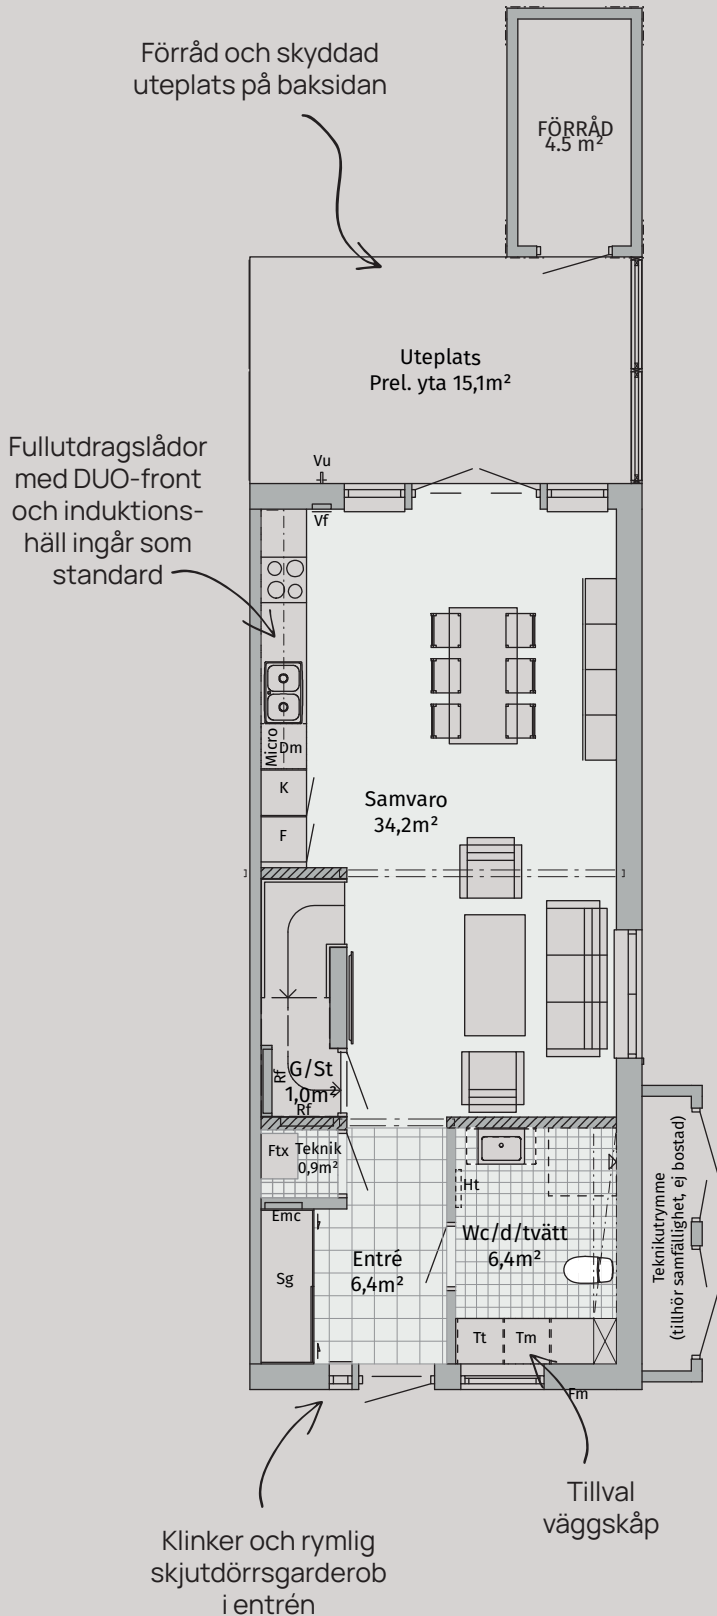 Förråd och skyddad
uteplats på baksidan
FÖRRÅD
4.5 m²
Uteplats
Prel. yta 15,1m²
Fullutdragslådor
med DUO-front
och induktions-
häll ingår som
standard
Vu
Vf
Micro
Dm
K
F
Samvaro
34,2m²
G/St
1,0m²
Rf
Rf
Ftx
Teknik
0,9m²
Ht
Emc
Sg
Entré
6,4m²
Wc/d/tvätt
6,4m²
Tt
Tm
Fm
Teknikutrymme
(tillhör samfällighet, ej bostad)
Tillval
väggskåp
Klinker och rymlig
skjutdörrsgarderob
i entrén